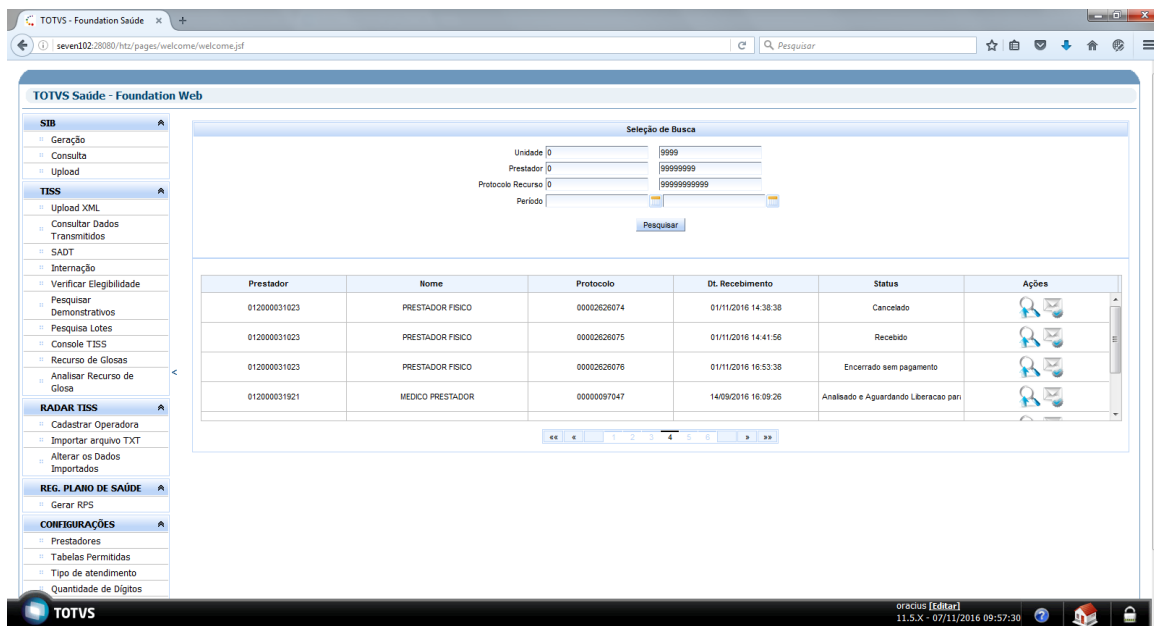 TOTVS - Foundation Saúde × +
seven102:28080/htz/pages/welcome/welcome.jsf
Pesquisar
TOTVS Saúde - Foundation Web
SIB
Geração
Consulta
Upload
TISS
Upload XML
Consultar Dados
Transmitidos
SADT
Internação
Verificar Elegibilidade
Pesquisar
Demonstrativos
Pesquisa Lotes
Console TISS
Recurso de Glosas
Analisar Recurso de
Glosa
RADAR TISS
Cadastrar Operadora
Importar arquivo TXT
Alterar os Dados
Importados
REG. PLANO DE SAÚDE
Gerar RPS
CONFIGURAÇÕES
Prestadores
Tabelas Permitidas
Tipo de atendimento
Quantidade de Dígitos
<
Seleção de Busca
Unidade 0 9999
Prestador 0 99999999
Protocolo Recurso 0 99999999999
Período
Pesquisar
Prestador Nome Protocolo Dt. Recebimento Status Ações
012000031023 PRESTADOR FISICO 00002626074 01/11/2016 14:38:38 Cancelado
012000031023 PRESTADOR FISICO 00002626075 01/11/2016 14:41:56 Recebido
012000031023 PRESTADOR FISICO 00002626076 01/11/2016 16:53:38 Encerrado sem pagamento
012000031921 MEDICO PRESTADOR 00000097047 14/09/2016 16:09:26 Analisado e Aguardando Liberacao par
«« « 1 2 3 4 5 6 » »»
TOTVS
oracius [Editar]
11.5.X - 07/11/2016 09:57:30